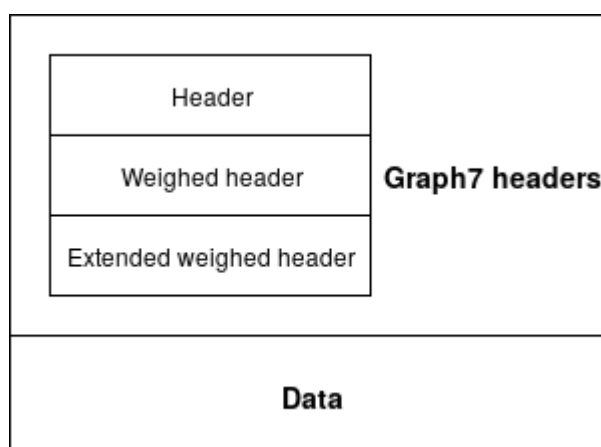 Header
Weighed header
Graph7 headers
Extended weighed header
Data